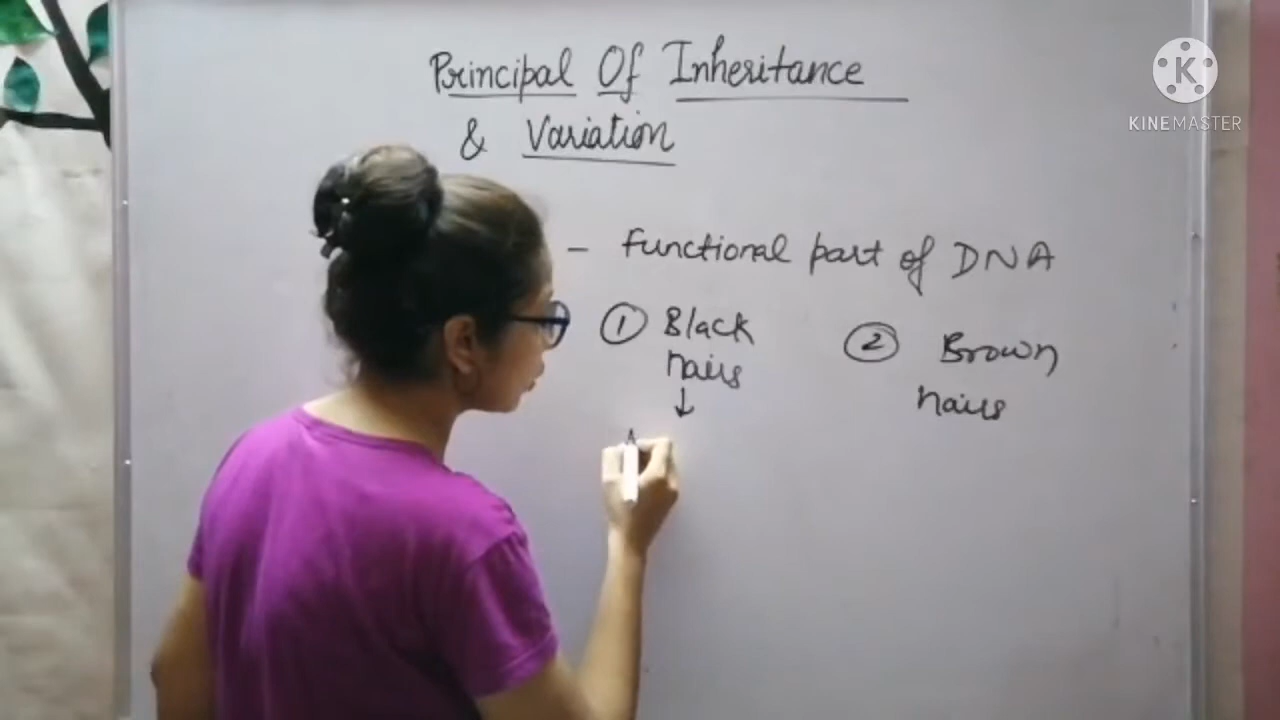 Principal Of Inheritance
& Variation
- Functional part of DNA
① Black
hairs
↓
② Brown
hairs
K
KINEMASTER